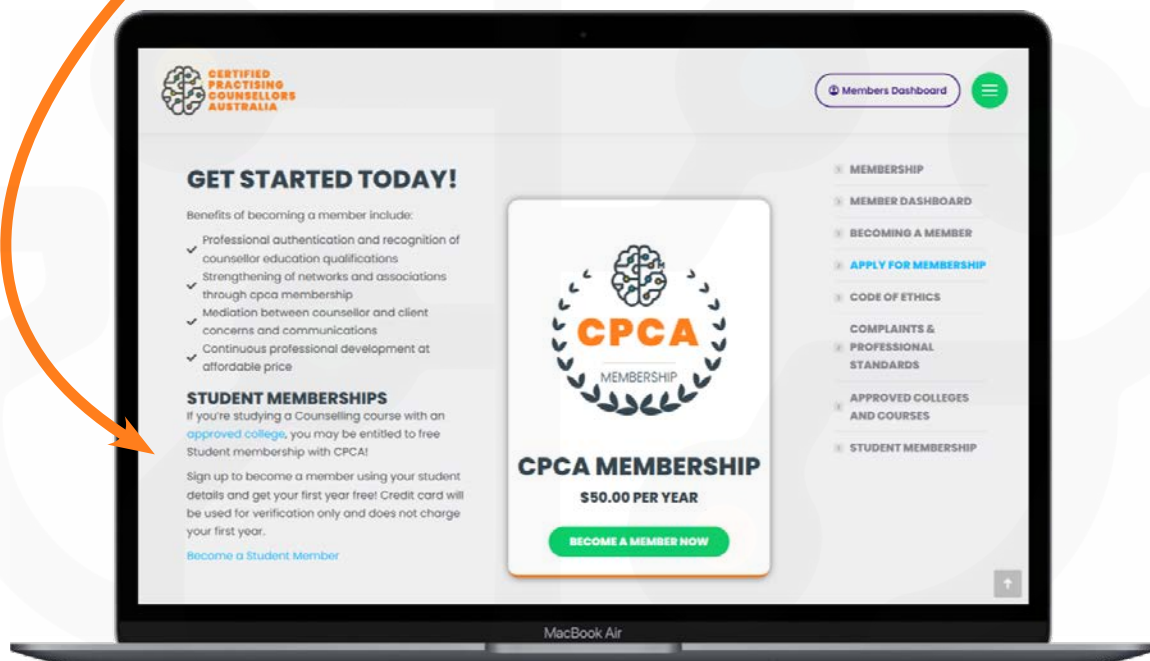 CERTIFIED
PRACTISING
COUNSELLORS
AUSTRALIA
Members Dashboard
GET STARTED TODAY!
Benefits of becoming a member include:
Professional authentication and recognition of
counsellor education qualifications
Strengthening of networks and associations
through cpca membership
Mediation between counsellor and client
concerns and communications
Continuous professional development at
affordable price
STUDENT MEMBERSHIPS
If you're studying a Counselling course with an
approved college, you may be entitled to free
Student membership with CPCA!
Sign up to become a member using your student
details and get your first year free! Credit card will
be used for verification only and does not charge
your first year.
Become a Student Member
CPCA
MEMBERSHIP
CPCA MEMBERSHIP
$50.00 PER YEAR
BECOME A MEMBER NOW
MEMBERSHIP
MEMBER DASHBOARD
BECOMING A MEMBER
APPLY FOR MEMBERSHIP
CODE OF ETHICS
COMPLAINTS &
PROFESSIONAL
STANDARDS
APPROVED COLLEGES
AND COURSES
STUDENT MEMBERSHIP
MacBook Air